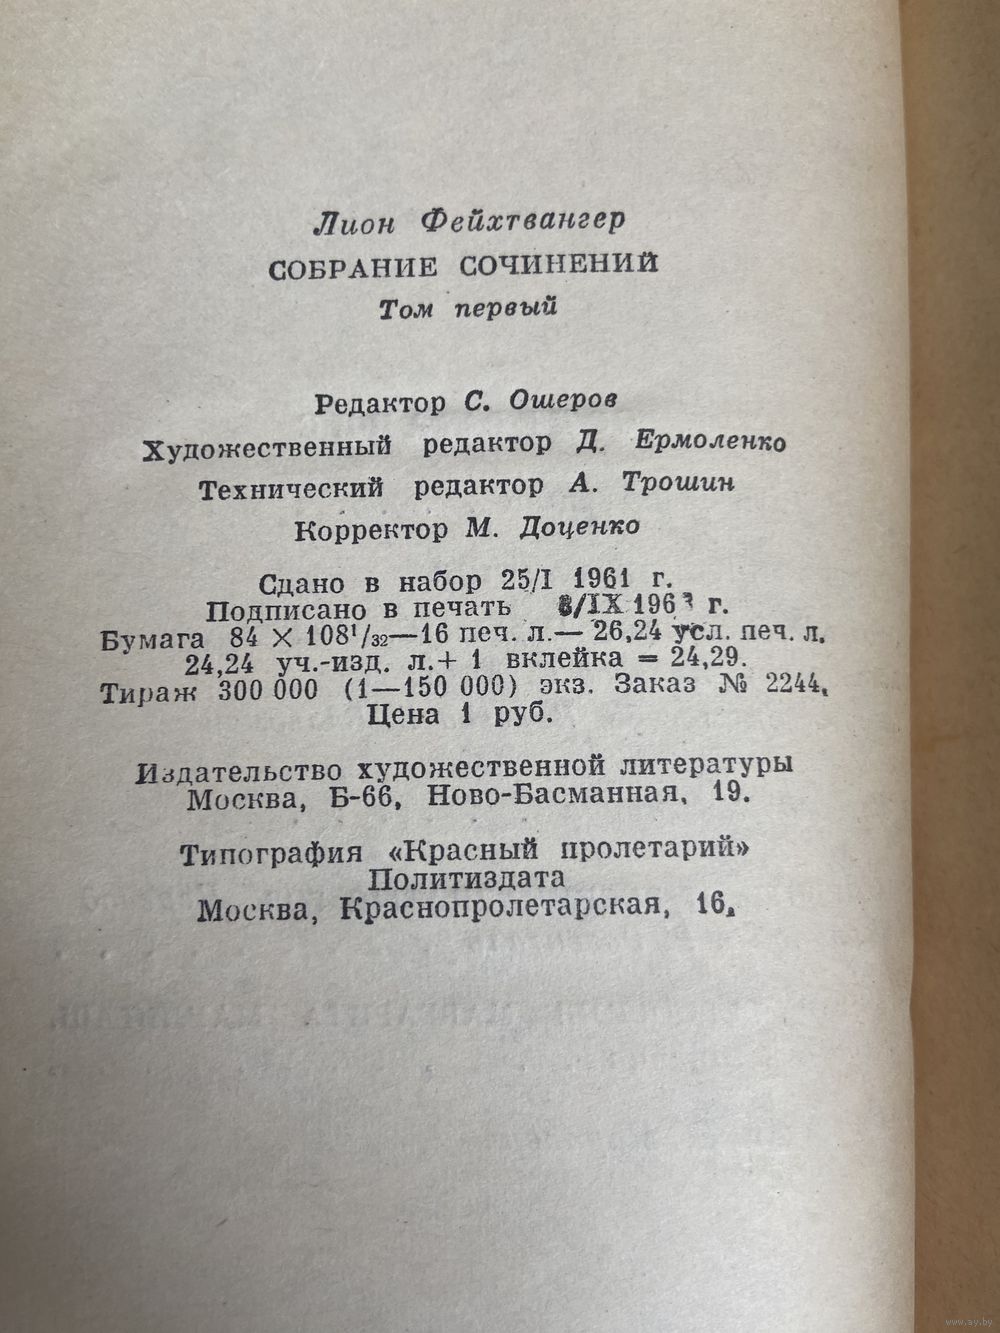 Лион Фейхтвангер
СОБРАНИЕ СОЧИНЕНИЙ
Том первый
Редактор С. Ошеров
Художественный редактор Д. Ермоленко
Технический редактор А. Трошин
Корректор М. Доценко
Сдано в набор 25/I 1961 г.
Подписано в печать г.
Бумага 84 × 108¹/₃₂—16 печ. л.— 26,24 усл. печ. л.
24,24 уч.-изд. л.+ 1 вклейка = 24,29.
Тираж 300 000 (1—150 000) экз. Заказ № 2244.
Цена 1 руб.
Издательство художественной литературы
Москва, Б-66, Ново-Басманная, 19.
Типография «Красный пролетарий»
Политиздата
Москва, Краснопролетарская, 16.
www.ay.by